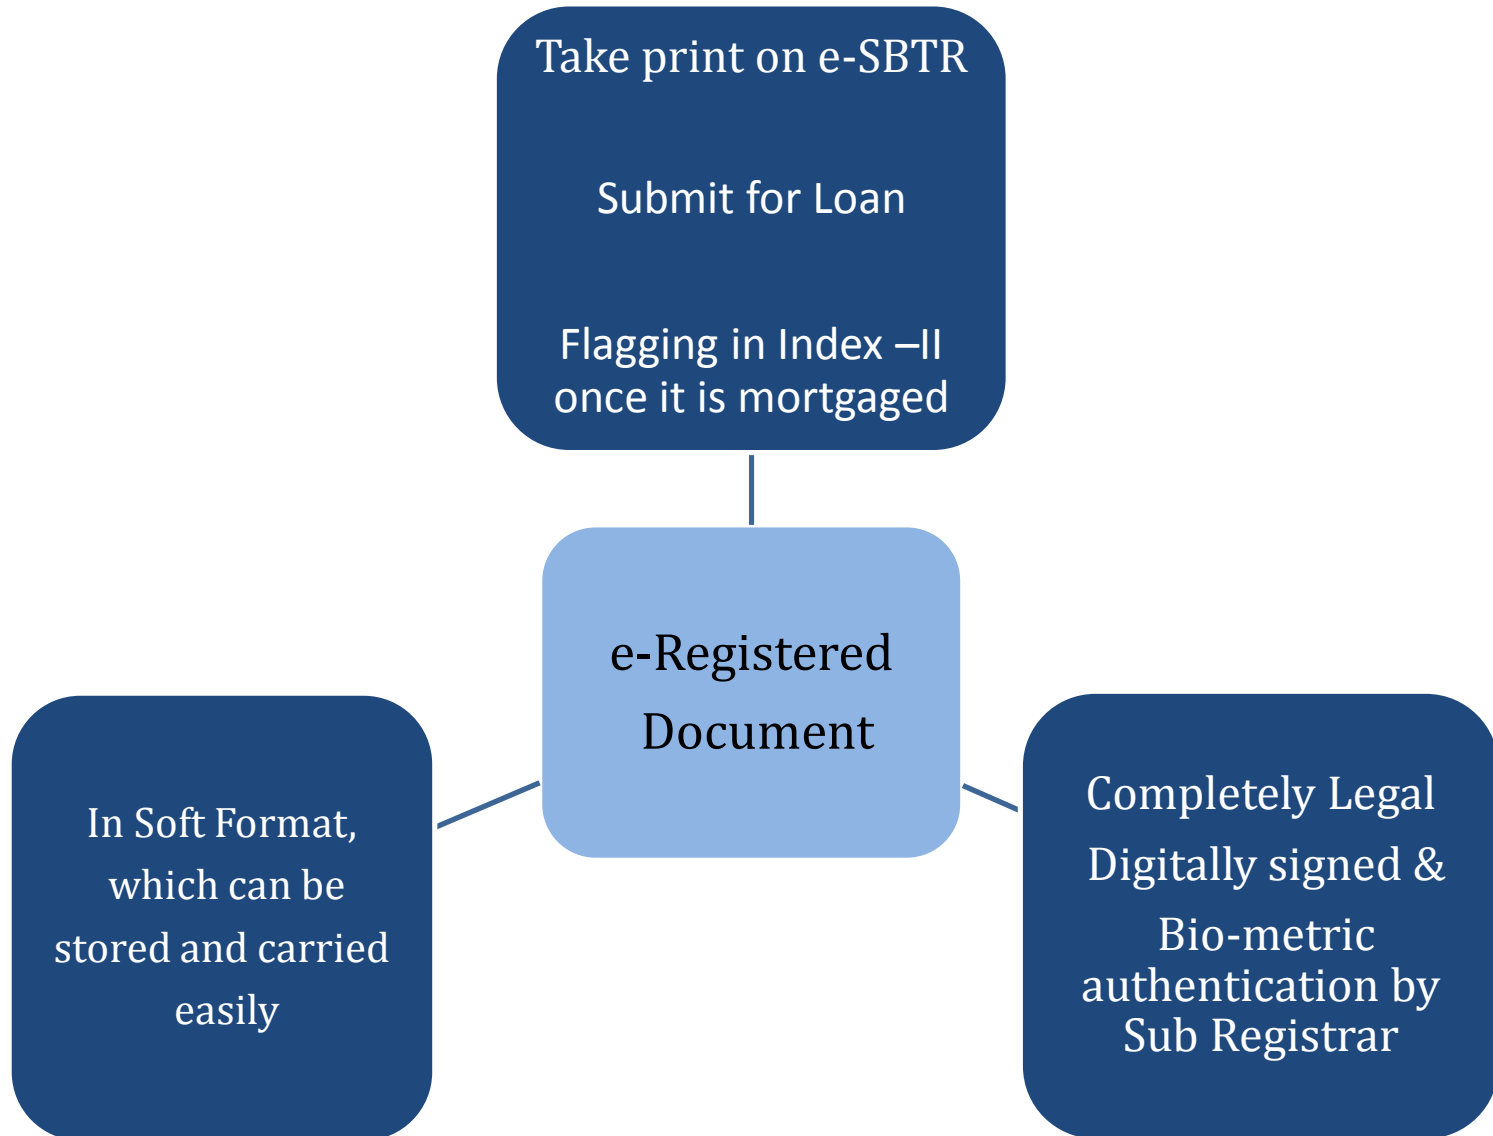 Take print on e-SBTR
Submit for Loan
Flagging in Index –II
once it is mortgaged
e-Registered
Document
In Soft Format,
which can be
stored and carried
easily
Completely Legal
Digitally signed &
Bio-metric
authentication by
Sub Registrar